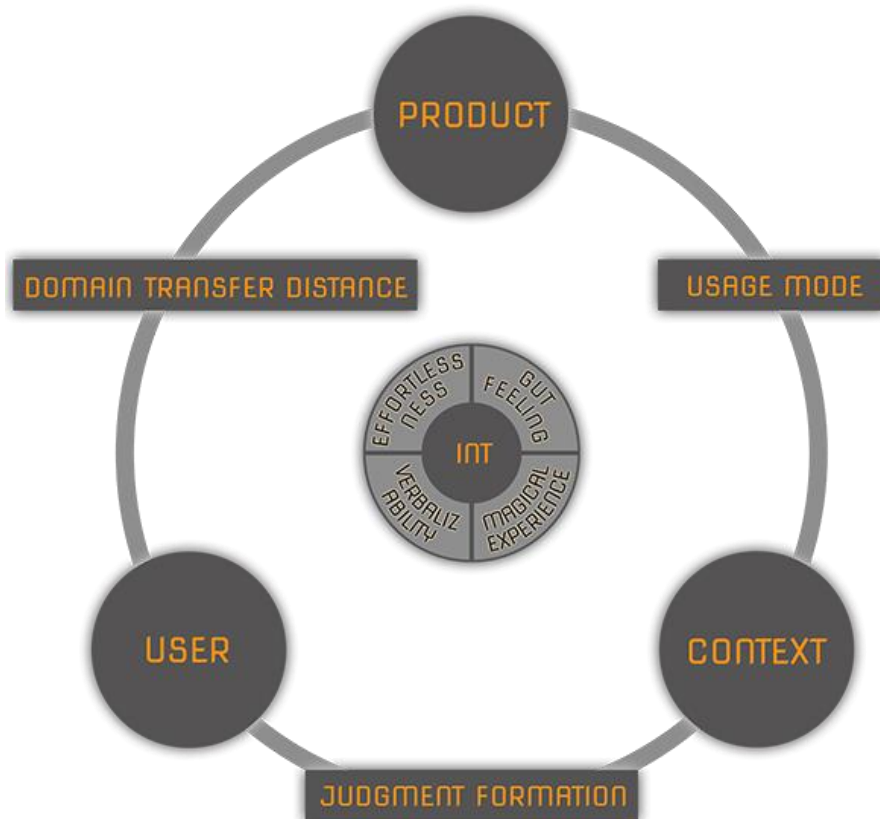 PRODUCT
DOMAIN TRANSFER DISTANCE
USAGE MODE
EFFORTLESS
NESS
GUT
FEELING
INT
VERBALIZ
ABILITY
MAGICAL
EXPERIENCE
USER
CONTEXT
JUDGMENT FORMATION